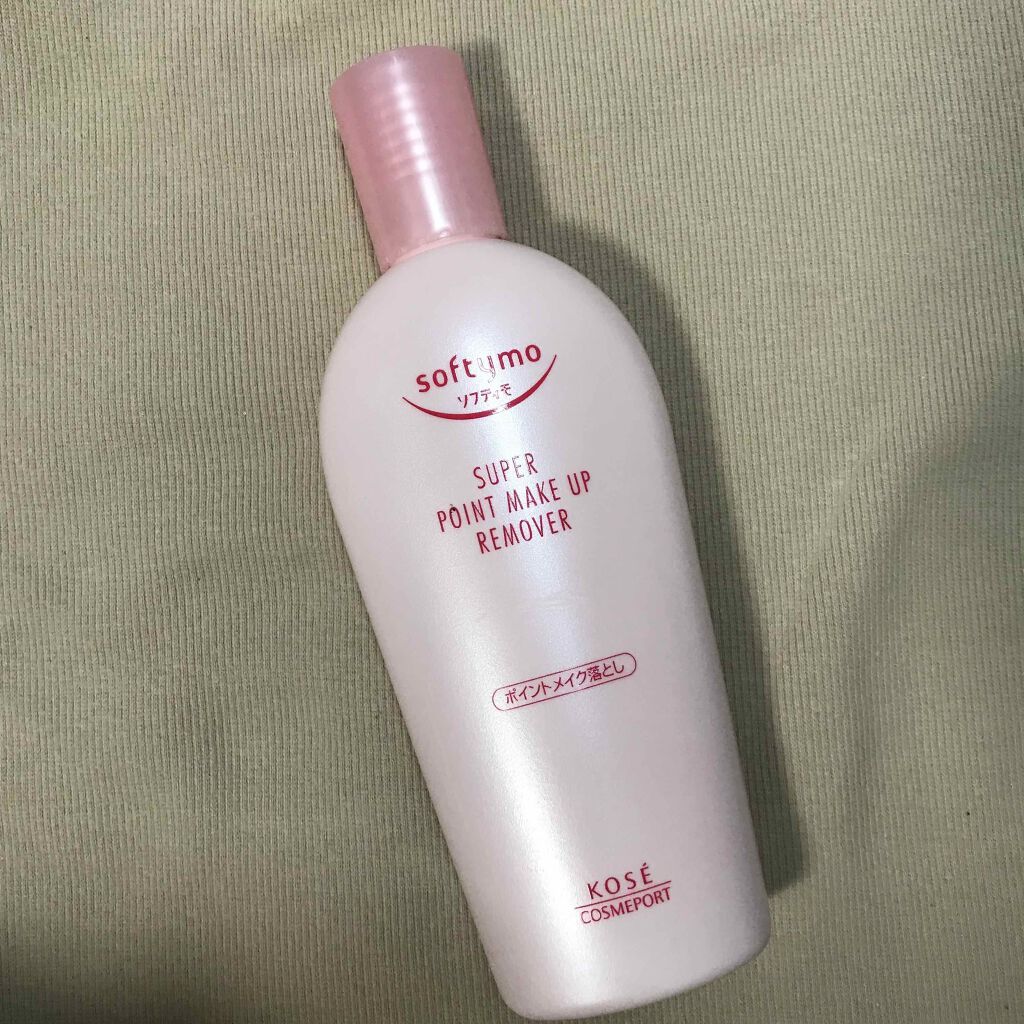 softymo
ソフティモ
SUPER
POINT MAKE UP
REMOVER
ポイントメイク落とし
KOSÉ
COSMEPORT